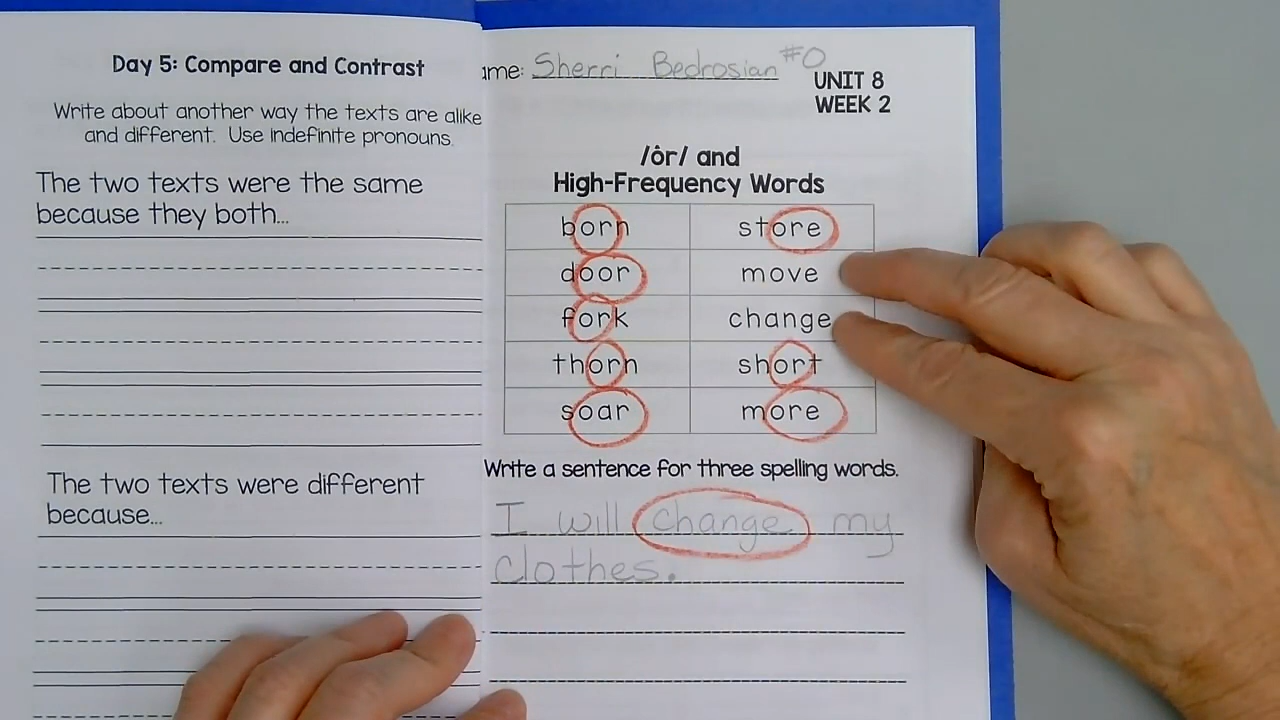 Day 5: Compare and Contrast
Write about another way the texts are alike
and different. Use indefinite pronouns.
The two texts were the same
because they both...
The two texts were different
because...
ame: Sherri Bedrosian #0
UNIT 8
WEEK 2
/ôr/ and
High-Frequency Words
born store
door move
fork change
thorn short
soar more
Write a sentence for three spelling words.
I will change my
clothes.